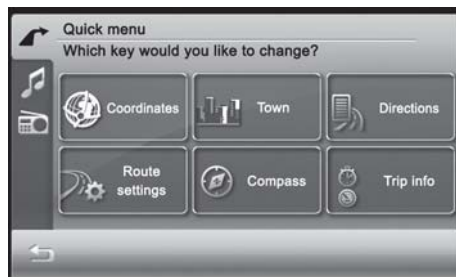 Quick menu
Which key would you like to change?
Coordinates
Town
Directions
Route
settings
Compass
Trip info